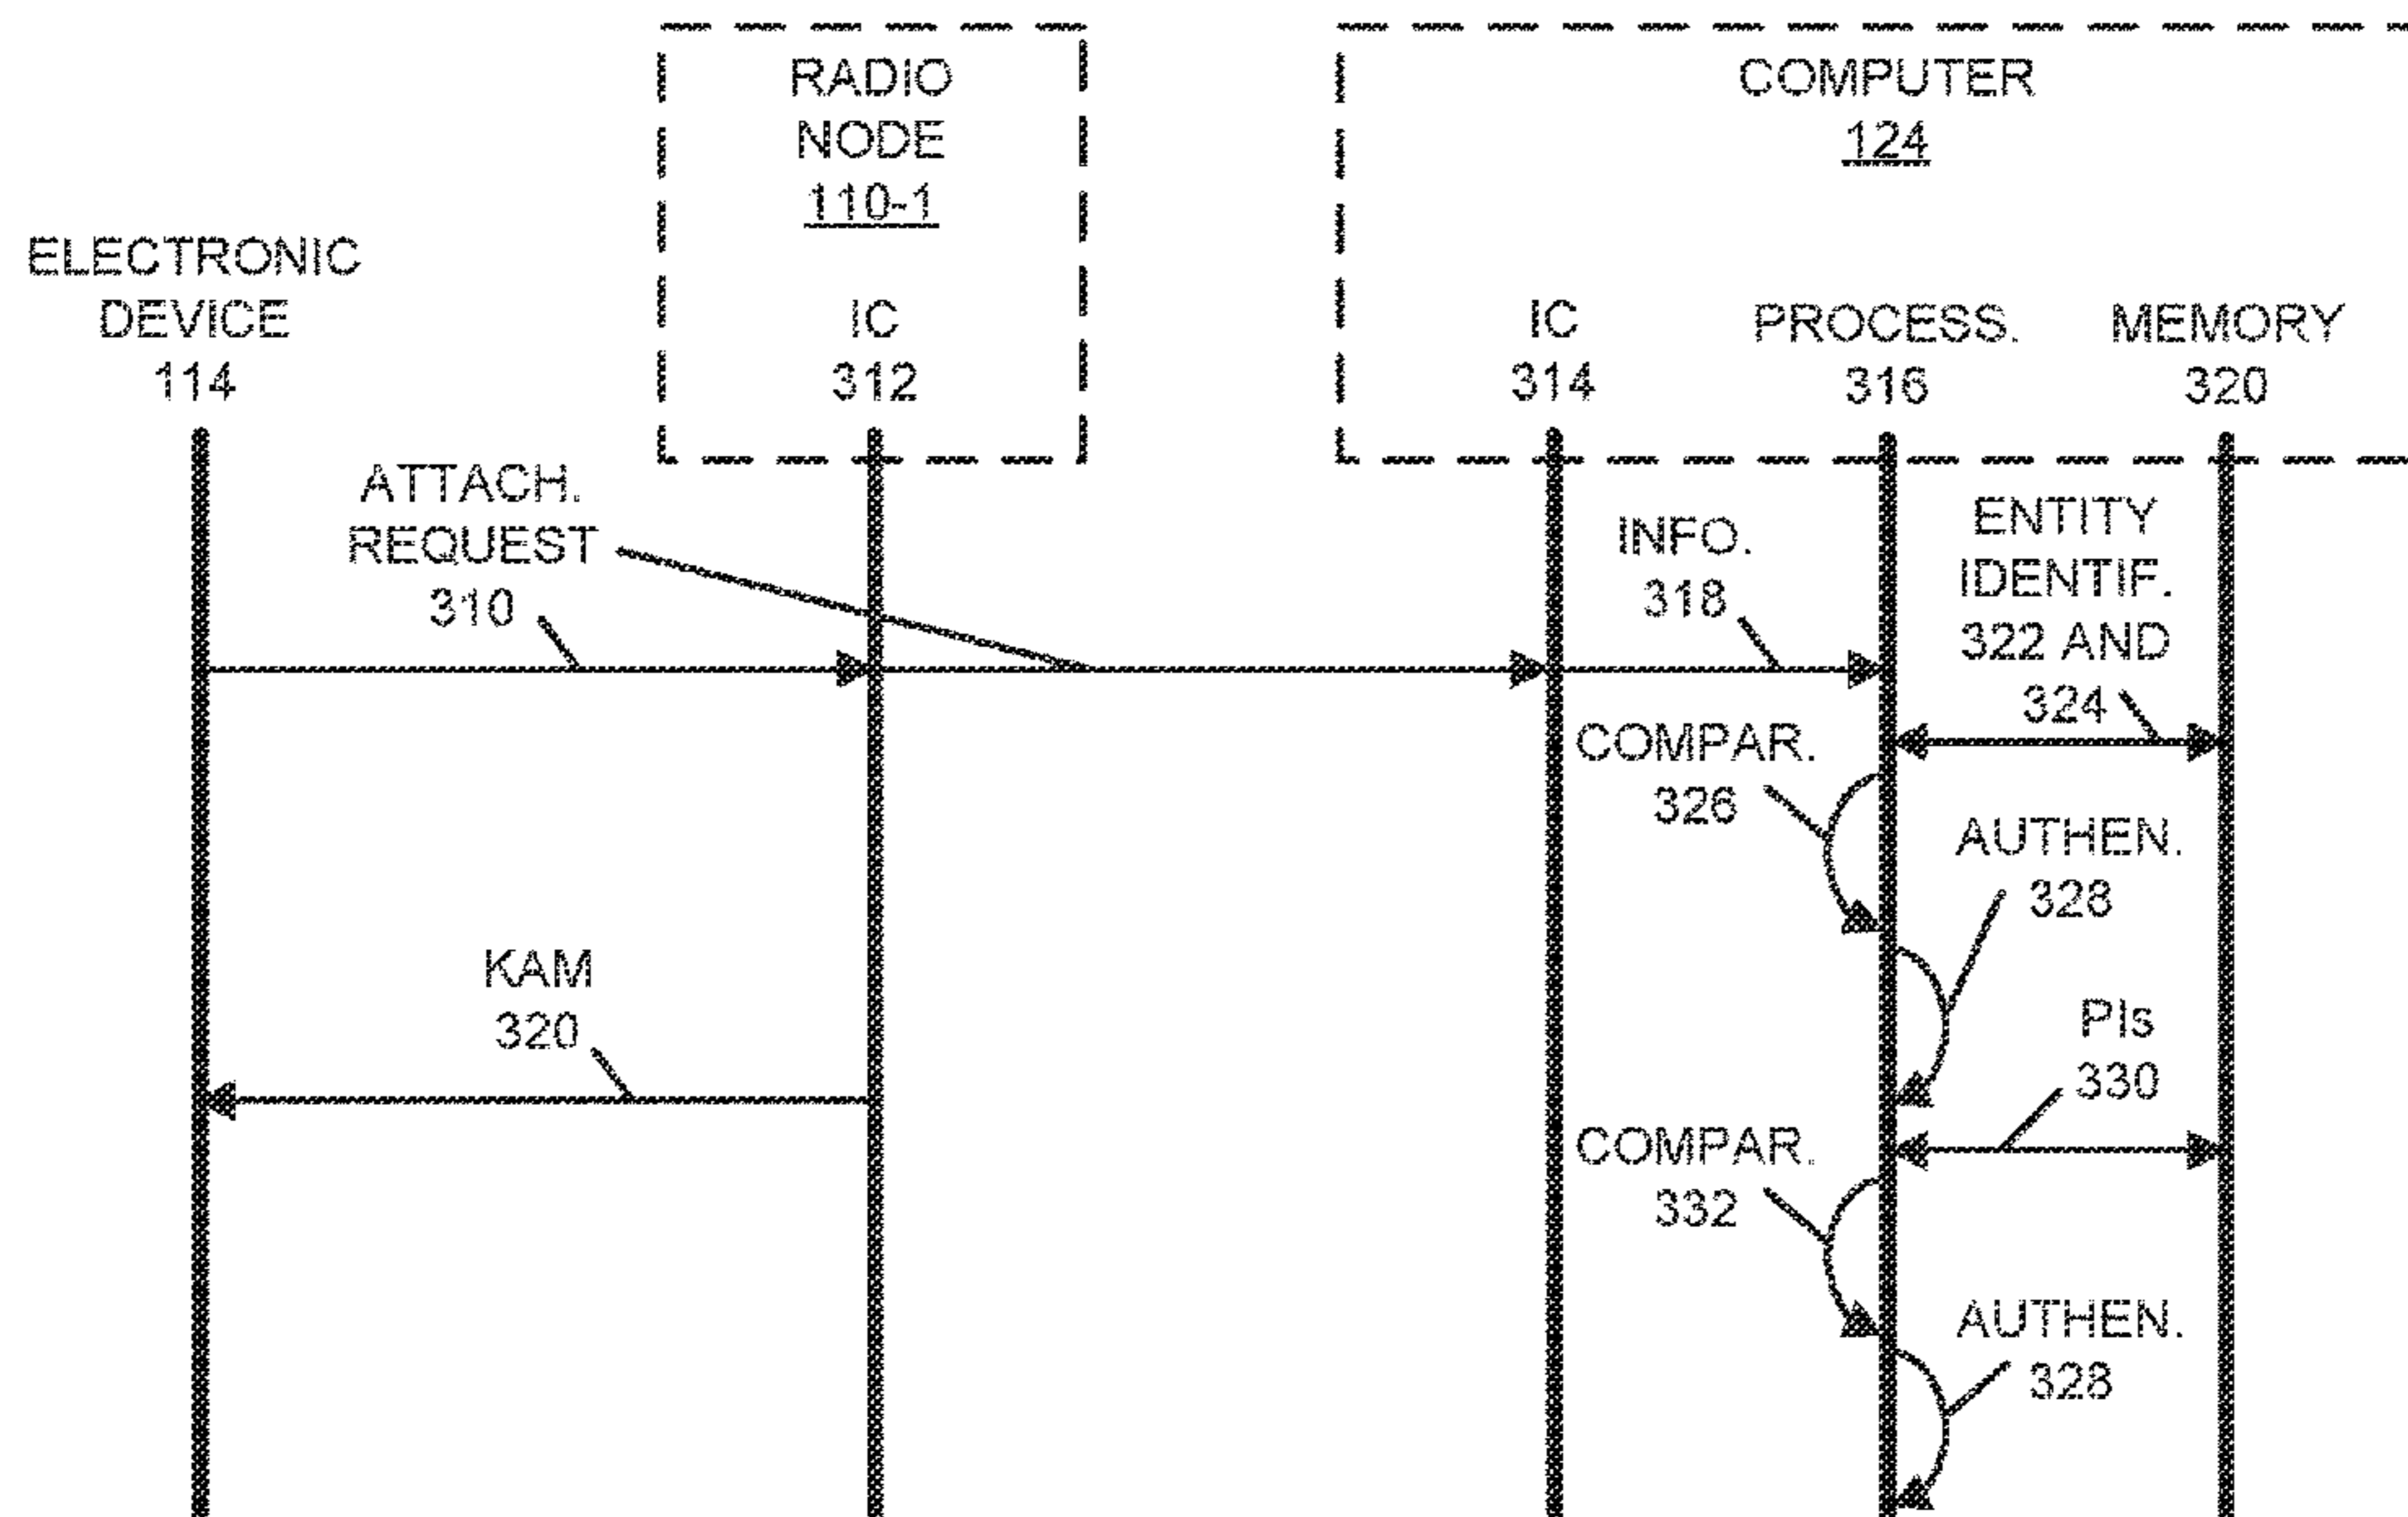 RADIO
NODE
110-1
COMPUTER
124
ELECTRONIC
DEVICE
114
IC
312
IC
314
PROCESS.
316
MEMORY
320
ATTACH.
REQUEST
310
INFO.
318
ENTITY
IDENTIF.
322 AND
324
COMPAR.
326
AUTHEN.
328
KAM
320
PIs
330
COMPAR.
332
AUTHEN.
328